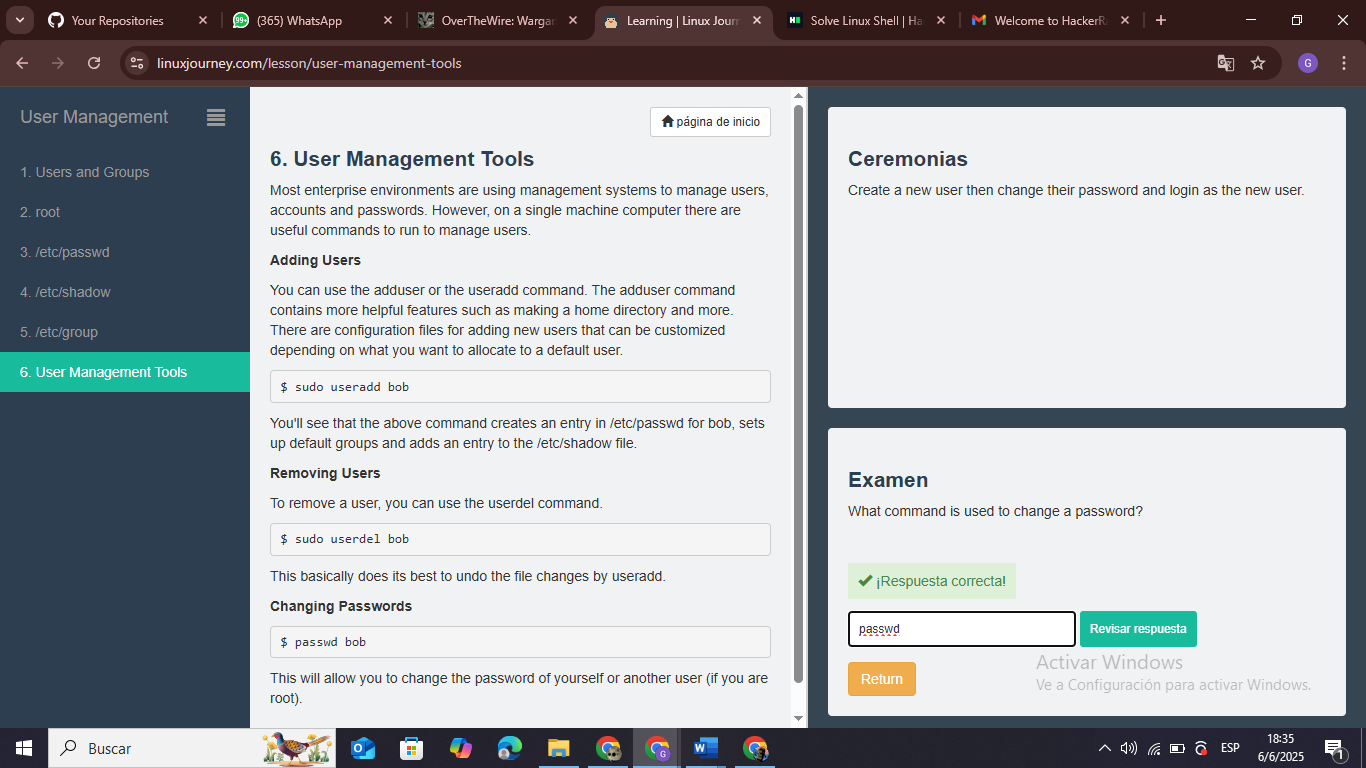 Your Repositories
99+
(365) WhatsApp
OverTheWire: Wargar
Learning | Linux Journ
Solve Linux Shell | Ha
Welcome to HackerRa
linuxjourney.com/lesson/user-management-tools
G
User Management
1. Users and Groups
2. root
3. /etc/passwd
4. /etc/shadow
5. /etc/group
6. User Management Tools
página de inicio
6. User Management Tools
Most enterprise environments are using management systems to manage users,
accounts and passwords. However, on a single machine computer there are
useful commands to run to manage users.
Adding Users
You can use the adduser or the useradd command. The adduser command
contains more helpful features such as making a home directory and more.
There are configuration files for adding new users that can be customized
depending on what you want to allocate to a default user.
$ sudo useradd bob
You'll see that the above command creates an entry in /etc/passwd for bob, sets
up default groups and adds an entry to the /etc/shadow file.
Removing Users
To remove a user, you can use the userdel command.
$ sudo userdel bob
This basically does its best to undo the file changes by useradd.
Changing Passwords
$ passwd bob
This will allow you to change the password of yourself or another user (if you are
root).
Ceremonias
Create a new user then change their password and login as the new user.
Examen
What command is used to change a password?
¡Respuesta correcta!
passwd
Revisar respuesta
Return
Activar Windows
Ve a Configuración para activar Windows.
Buscar
ESP
18:35
6/6/2025
1